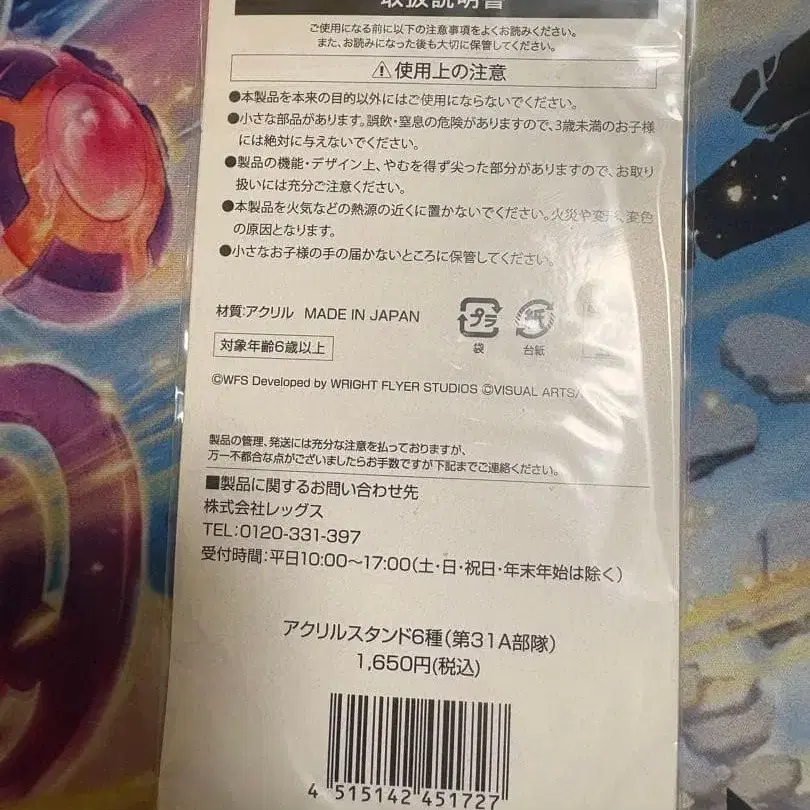 取扱説明書
ご使用になる前に以下の注意事項をよくお読みください。
また、お読みになった後も大切に保管してください。
⚠使用上の注意
●本製品を本来の目的以外にはご使用にならないでください。
●小さな部品があります。誤飲・窒息の危険がありますので、3歳未満のお子様
には絶対に与えないでください。
●製品の機能・デザイン上、やむを得ず尖った部分がありますので、お取り
扱いには充分ご注意ください。
●本製品を火気などの熱源の近くに置かないでください。火災や変形、変色
の原因となります。
●小さなお子様の手の届かないところに保管してください。
材質:アクリル MADE IN JAPAN
プラ
袋
紙
台紙
対象年齢6歳以上
©WFS Developed by WRIGHT FLYER STUDIOS ©VISUAL ARTS/
製品の管理、発送には充分な注意を払っておりますが、
万一不都合な点がございましたらお手数ですが下記までご連絡ください。
■製品に関するお問い合わせ先
株式会社レッグス
TEL:0120-331-397
受付時間:平日10:00～17:00(土・日・祝日・年末年始は除く)
アクリルスタンド6種(第31A部隊)
1,650円(税込)
4 515142 451727